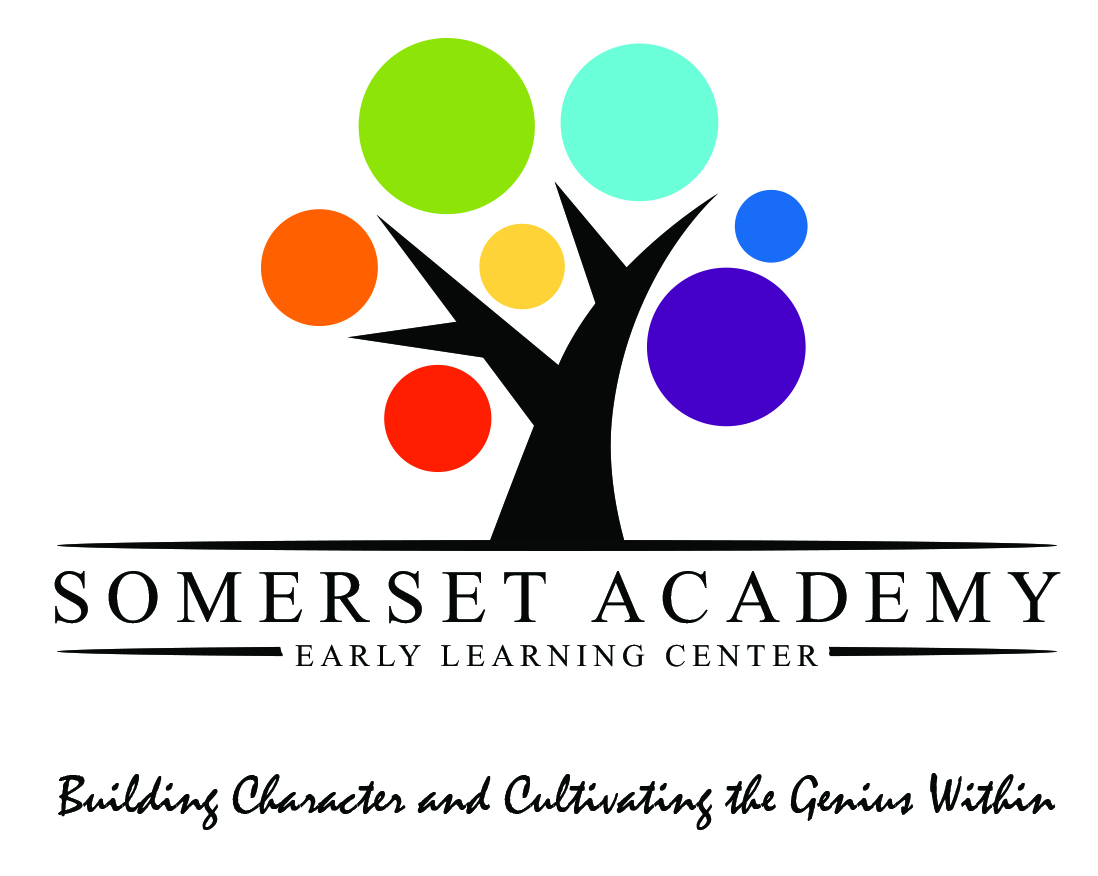 SOMERSET ACADEMY
EARLY LEARNING CENTER
Building Character and Cultivating the Genius Within